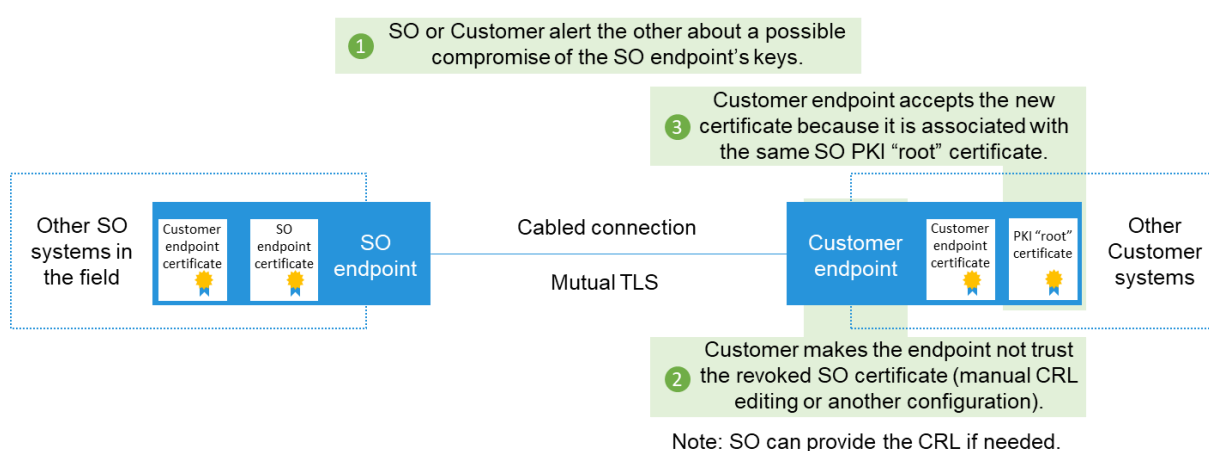 1 SO or Customer alert the other about a possible
compromise of the SO endpoint’s keys.
Customer endpoint accepts the new
3 certificate because it is associated with
the same SO PKI “root” certificate.
Other SO
systems in
the field
Customer
endpoint
certificate
SO
endpoint
certificate
SO
endpoint
Cabled connection
Mutual TLS
Customer
endpoint
Customer
endpoint
certificate
PKI “root”
certificate
Other
Customer
systems
Customer makes the endpoint not trust
2 the revoked SO certificate (manual CRL
editing or another configuration).
Note: SO can provide the CRL if needed.